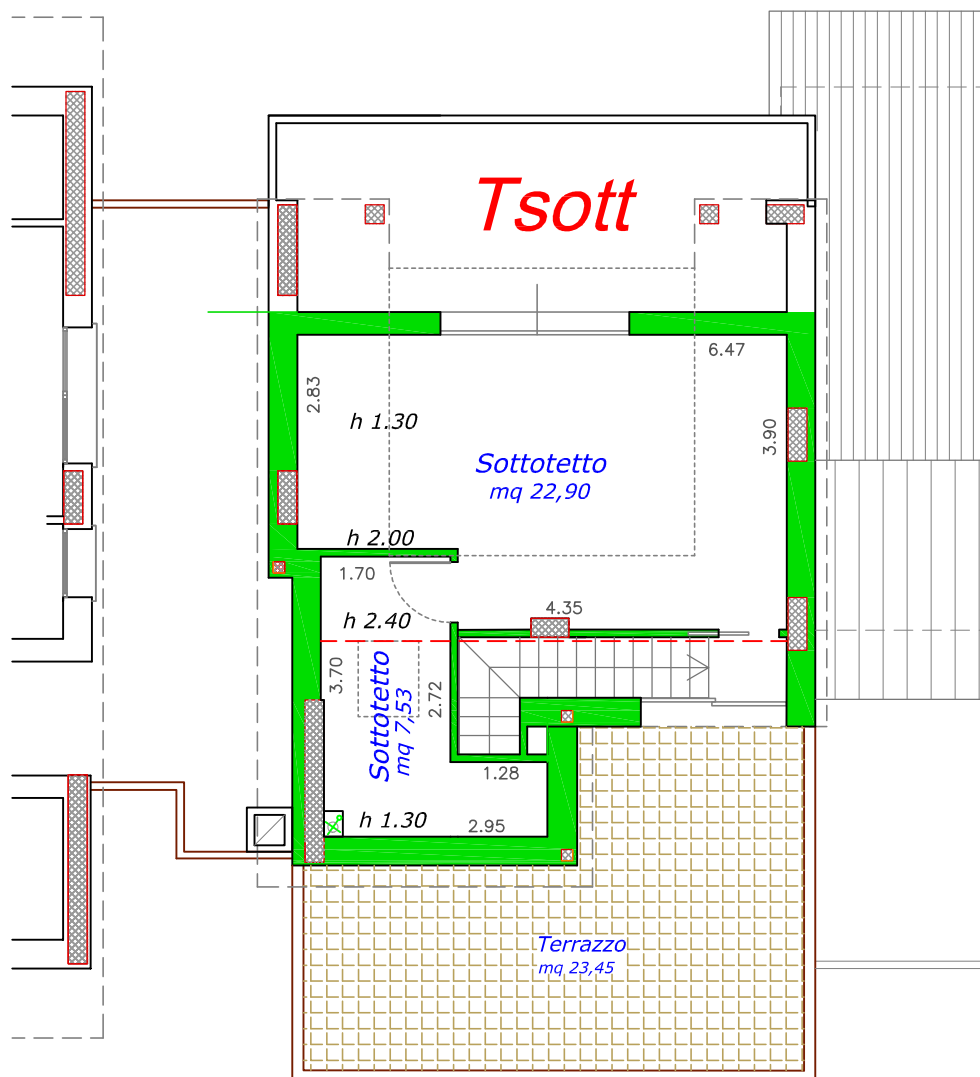 Tsott
6.47
2.83
h 1.30
3.90
Sottotetto
mq 22,90
h 2.00
1.70
4.35
h 2.40
3.70
Sottotetto
mq 7,53
2.72
1.28
h 1.30
2.95
Terrazzo
mq 23,45